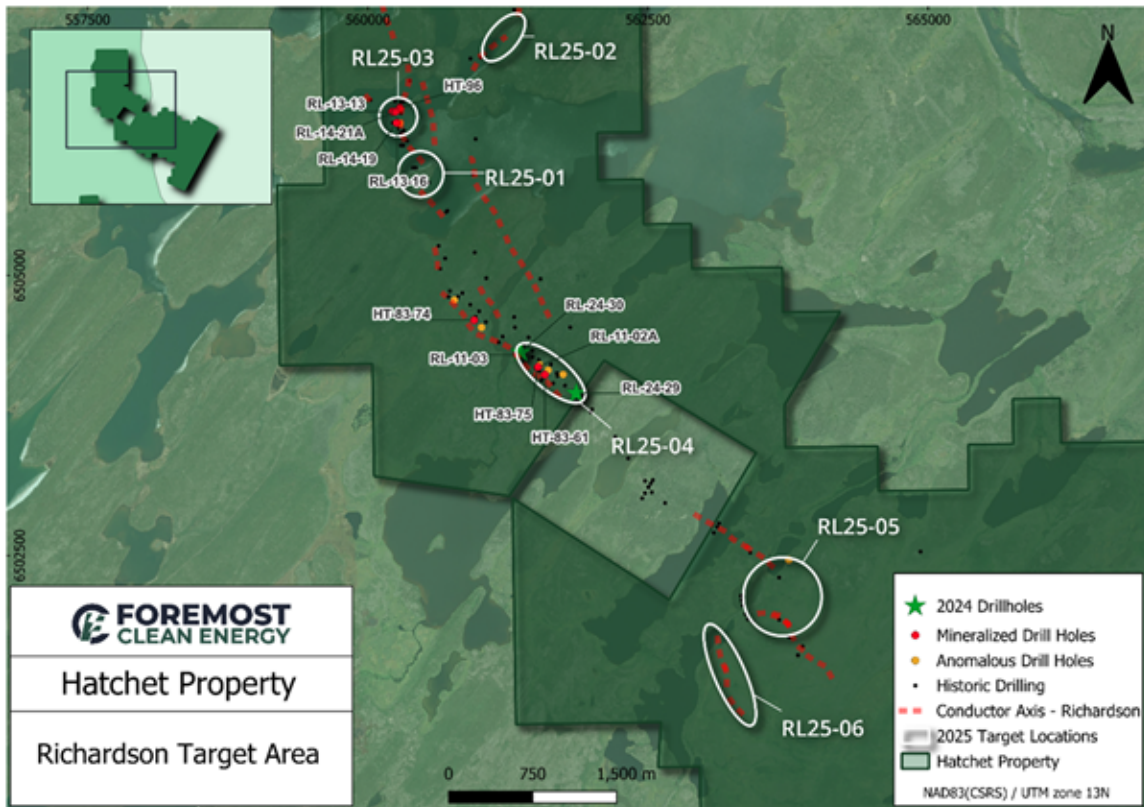 557500
560000
562500
565000
N
RL25-02
RL25-03
HT-96
RL-13-13
RL-14-21A
RL-14-19
RL-13-16
RL25-01
6505000
RL-24-30
HT-83-74
RL-11-02A
RL-11-03
RL-24-29
HT-83-75
HT-83-61
RL25-04
RL25-05
6502500
RL25-06
FOREMOST
CLEAN ENERGY
Hatchet Property
Richardson Target Area
0 750 1,500 m
2024 Drillholes
Mineralized Drill Holes
Anomalous Drill Holes
Historic Drilling
Conductor Axis - Richardson
2025 Target Locations
Hatchet Property
NAD83(CSRS) / UTM zone 13N